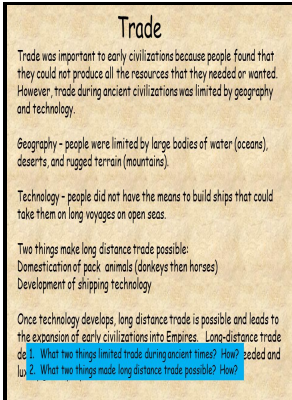 Trade
Trade was important to early civilizations because people found that
they could not produce all the resources that they needed or wanted.
However, trade during ancient civilizations was limited by geography
and technology.
Geography – people were limited by large bodies of water (oceans),
deserts, and rugged terrain (mountains).
Technology – people did not have the means to build ships that could
take them on long voyages on open seas.
Two things make long distance trade possible:
Domestication of pack animals (donkeys then horses)
Development of shipping technology
Once technology develops, long distance trade is possible and leads to
the expansion of early civilizations into Empires. Long-distance trade
de
1. What two things limited trade during ancient times? How?
eeded and
lux
2. What two things made long distance trade possible? How?